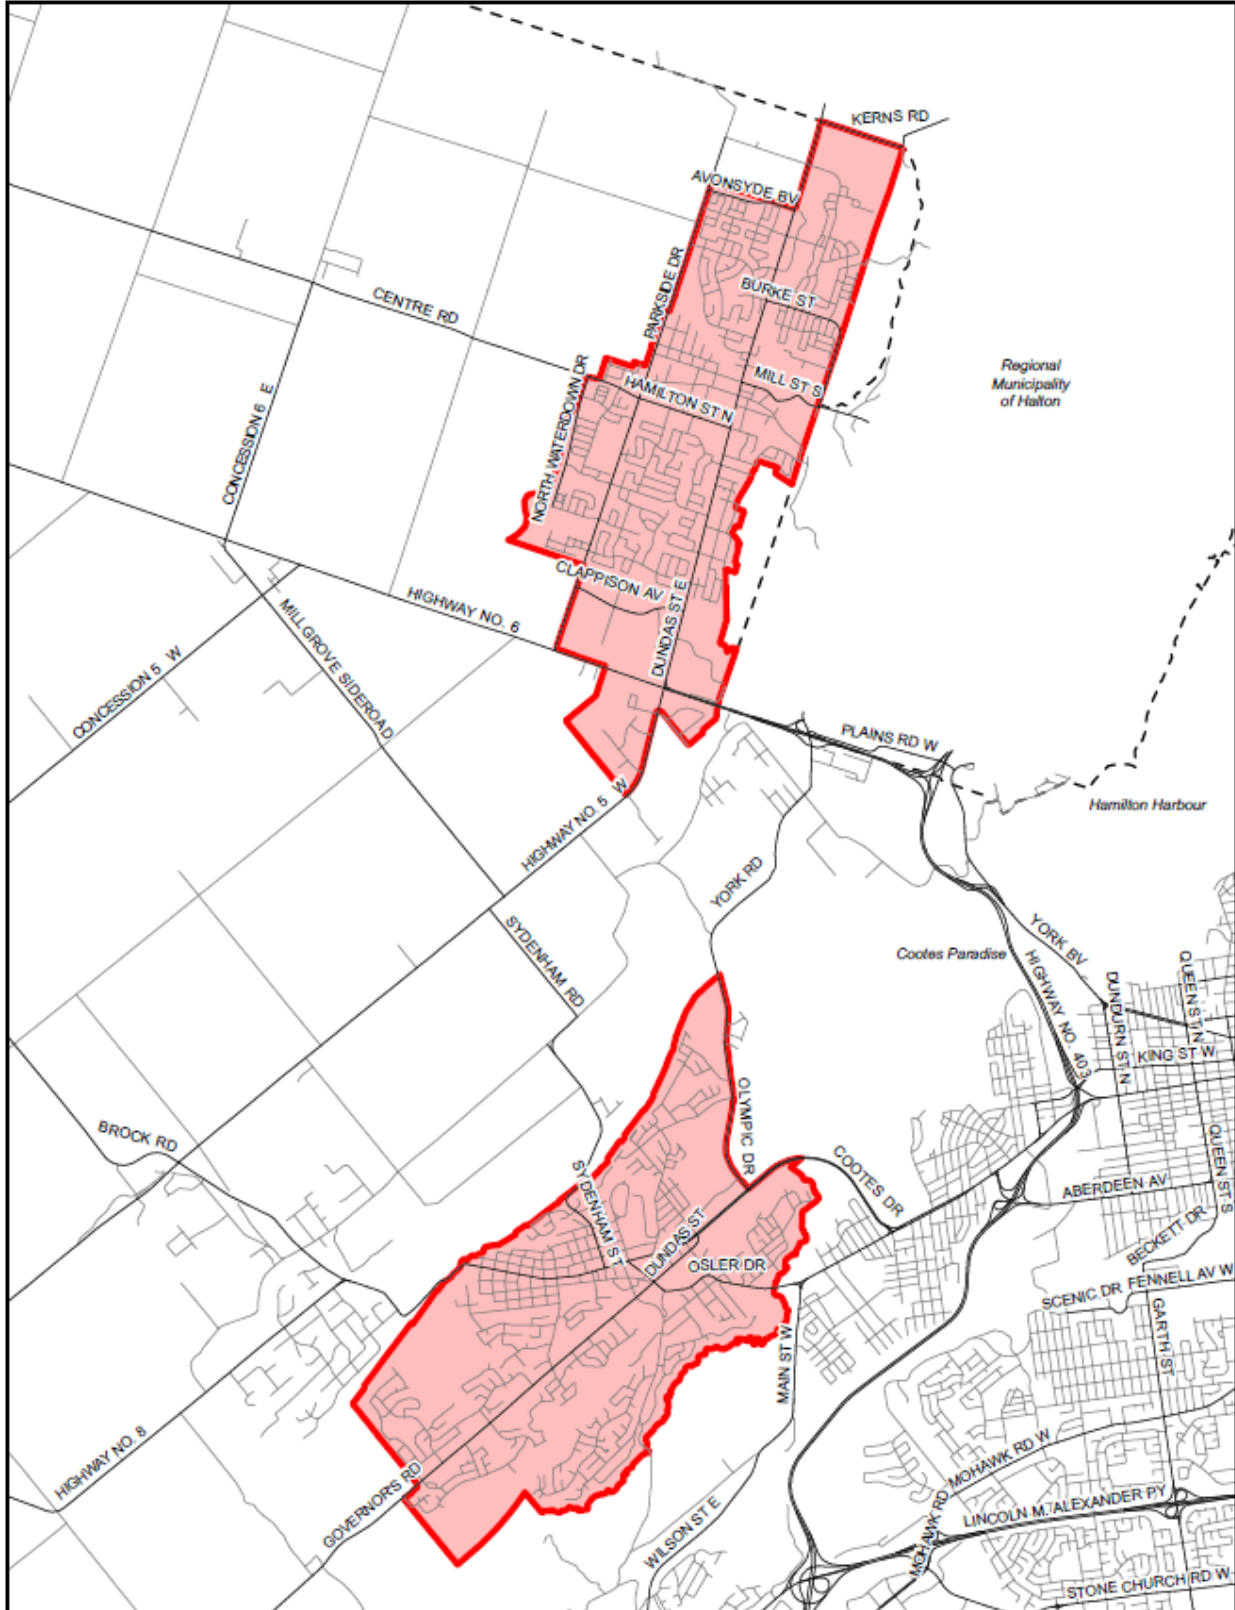 KERNS RD
AVONSYDE BV
PARKSIDE DR
BURKE ST
CENTRE RD
Regional
Municipality
of Halton
MILL ST S
HAMILTON ST N
NORTH WATERDOWN DR
CONCESSION 6 E
CLAPPISON AV
HIGHWAY NO. 6
DUNDAS ST E
MILLGROVE SIDEROAD
CONCESSION 5 W
PLAINS RD W
HIGHWAY NO. 5 W
Hamilton Harbour
YORK RD
SYDENHAM RD
YORK BV
Cootes Paradise
HIGHWAY NO. 403
DUNDURN ST N
QUEEN ST N
KING ST W
OLYMPIC DR
BROCK RD
COOTES DR
SYDENHAM ST
ABERDEEN AV
QUEEN ST S
DUNDAS ST
OSLER DR
BECKETT DR
SCENIC DR
FENNELL AV W
GARTH ST
MAIN ST W
HIGHWAY NO. 8
GOVERNOR'S RD
MOHAWK RD W
MOHAWK RD
LINCOLN M. ALEXANDER PY
WILSON ST E
STONE CHURCH RD W